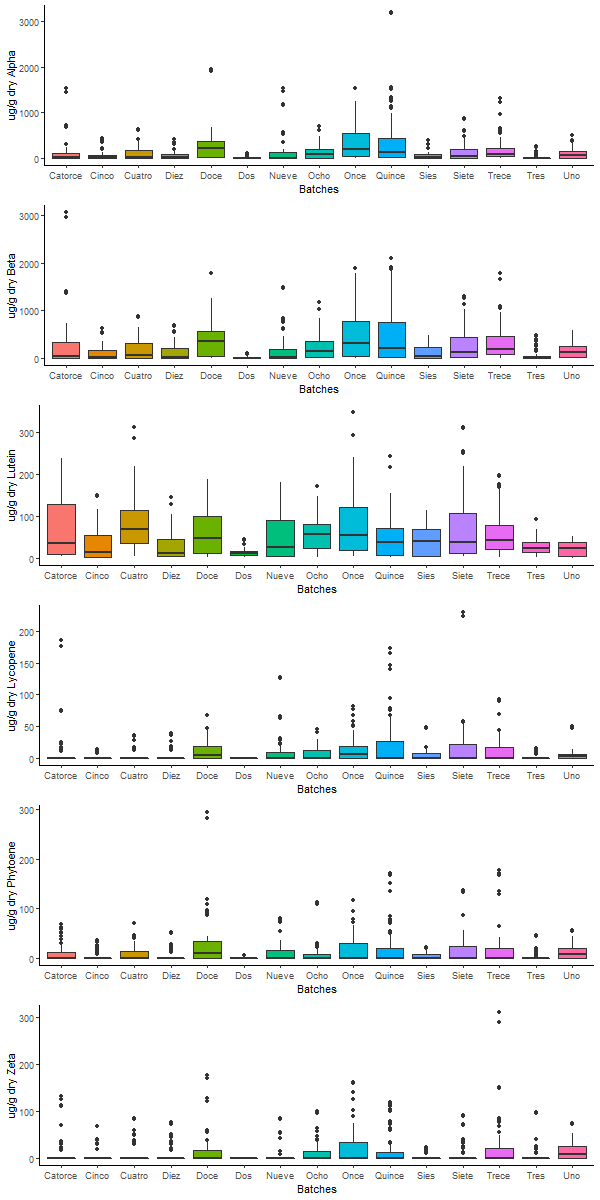 ug/g dry Alpha
3000
2000
1000
0
Catorce Cinco Cuatro Diez Doce Dos Nueve Ocho Once Quince Sies Siete Trece Tres Uno
Batches
ug/g dry Beta
3000
2000
1000
0
Catorce Cinco Cuatro Diez Doce Dos Nueve Ocho Once Quince Sies Siete Trece Tres Uno
Batches
ug/g dry Lutein
300
200
100
0
Catorce Cinco Cuatro Diez Doce Dos Nueve Ocho Once Quince Sies Siete Trece Tres Uno
Batches
ug/g dry Lycopene
200
150
100
50
0
Catorce Cinco Cuatro Diez Doce Dos Nueve Ocho Once Quince Sies Siete Trece Tres Uno
Batches
ug/g dry Phytoene
300
200
100
0
Catorce Cinco Cuatro Diez Doce Dos Nueve Ocho Once Quince Sies Siete Trece Tres Uno
Batches
ug/g dry Zeta
300
200
100
0
Catorce Cinco Cuatro Diez Doce Dos Nueve Ocho Once Quince Sies Siete Trece Tres Uno
Batches